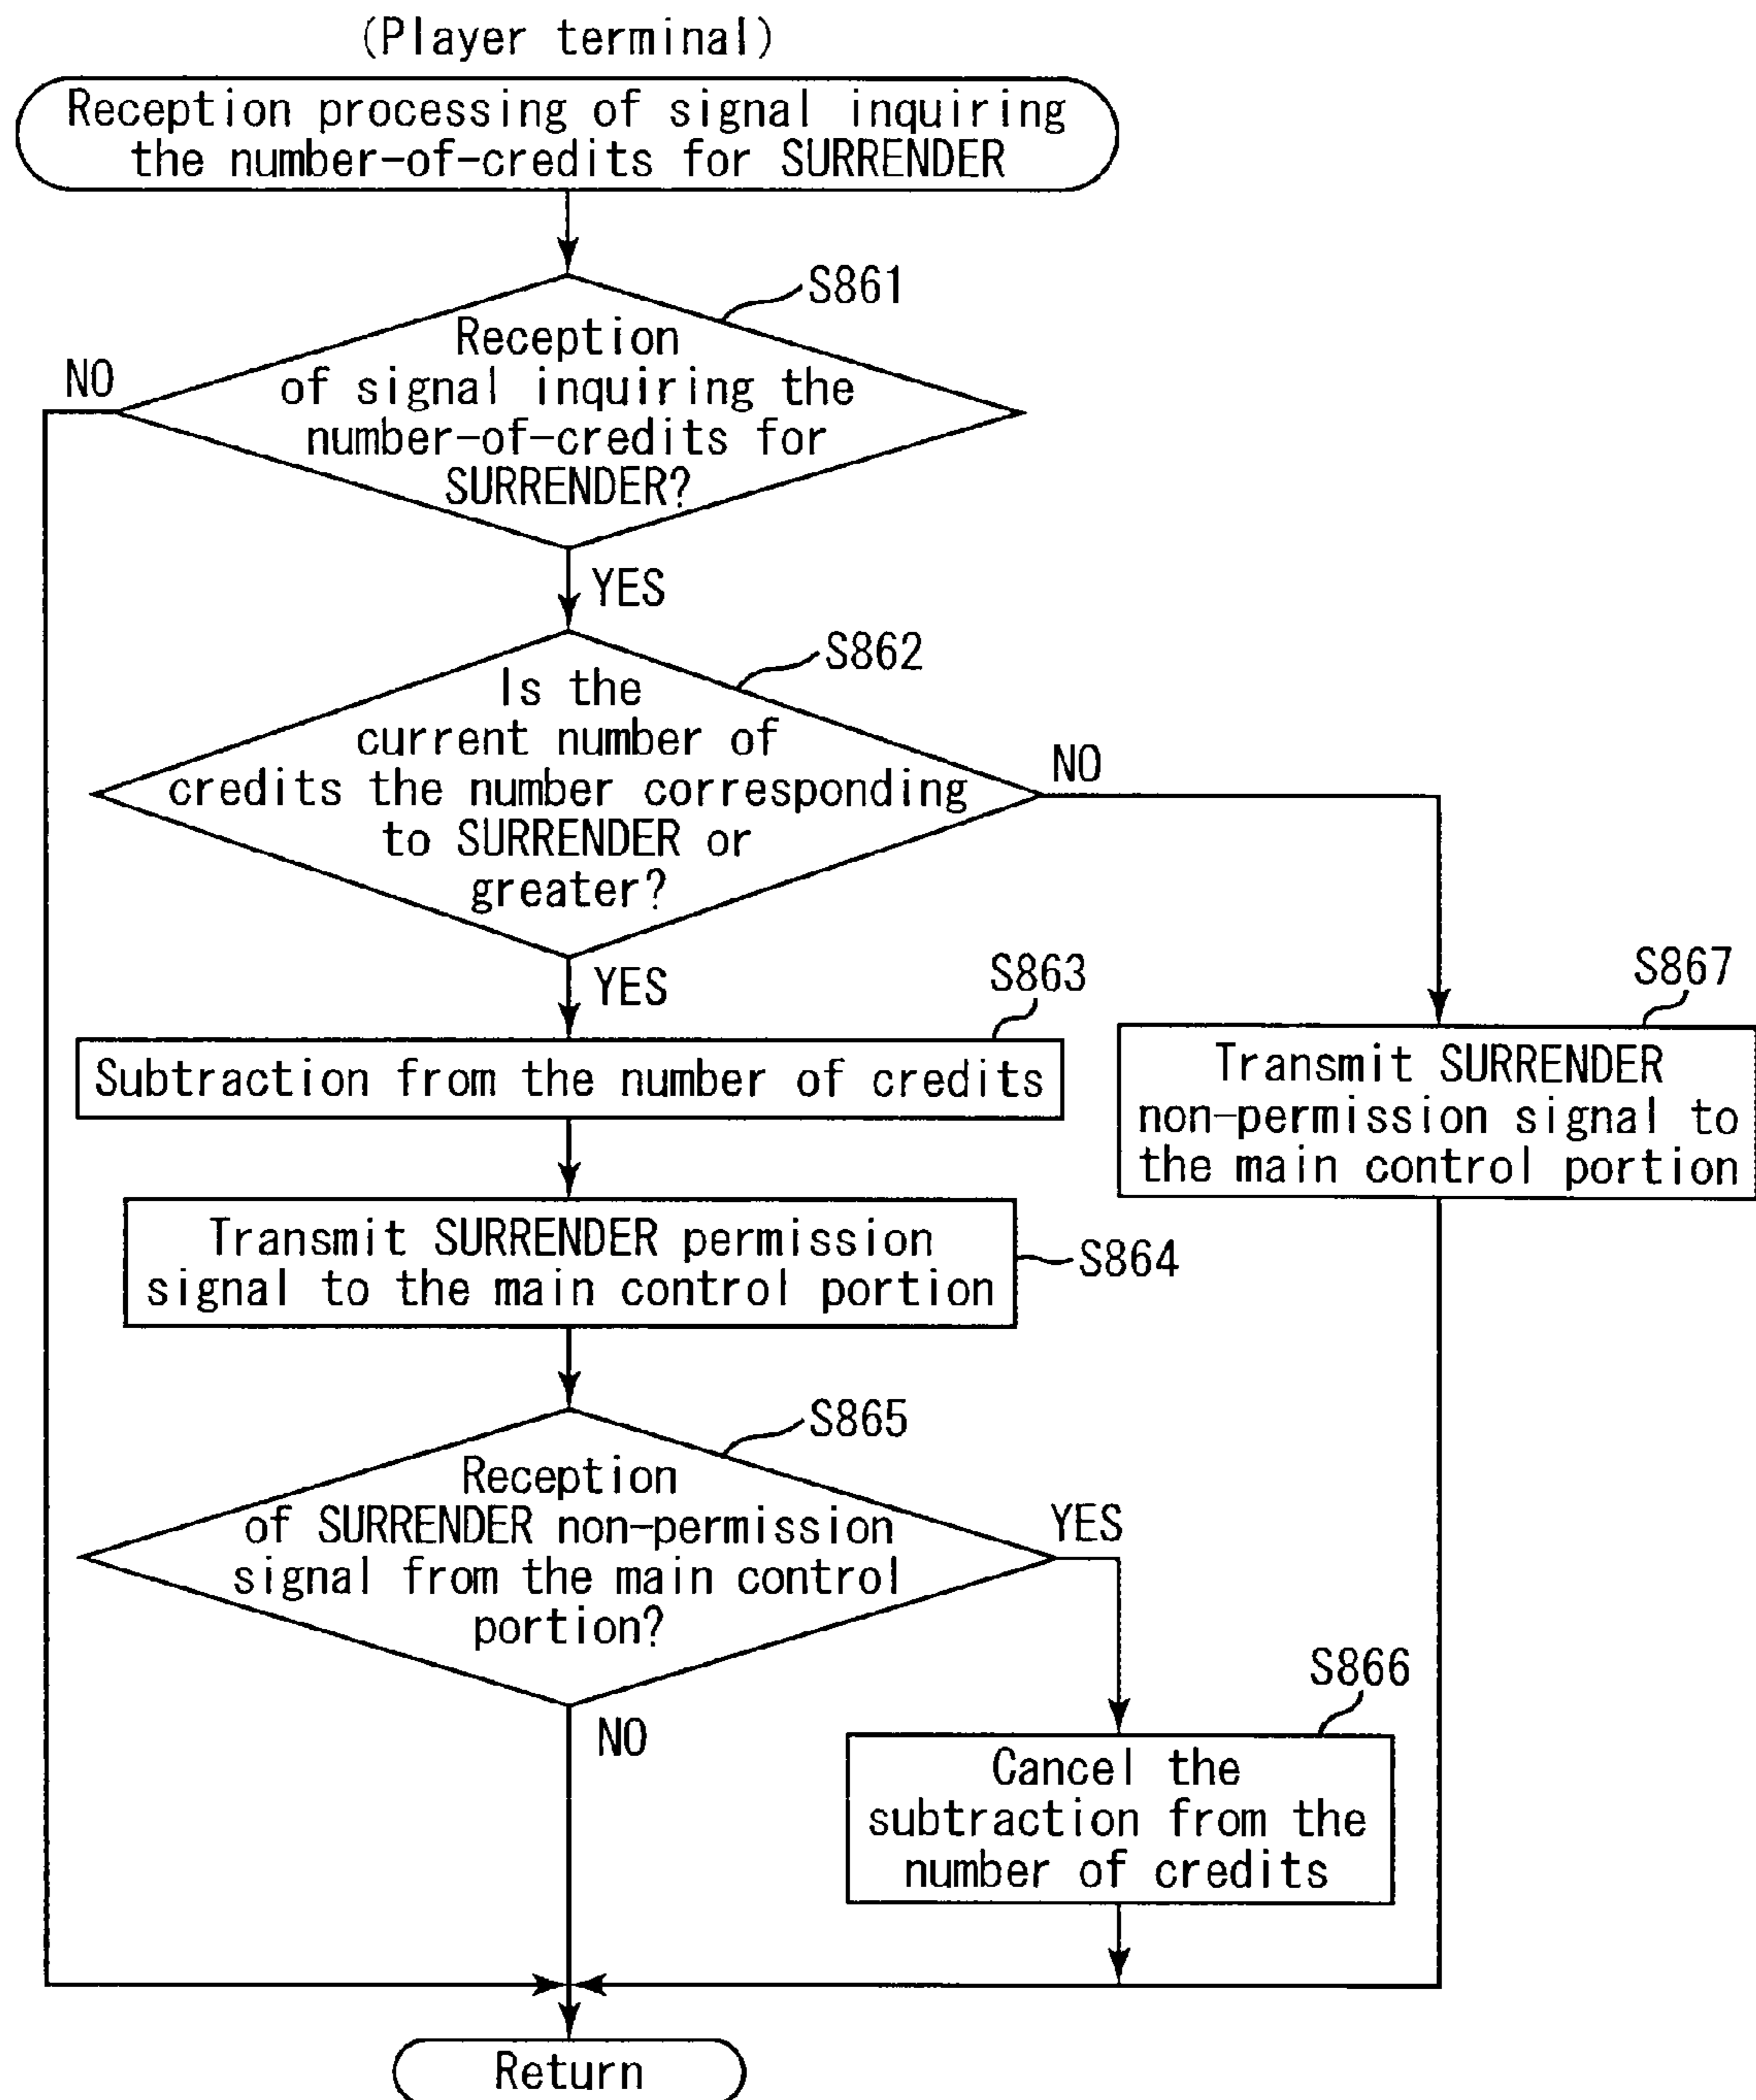 (Player terminal)
Reception processing of signal inquiring
the number-of-credits for SURRENDER
S861
Reception
of signal inquiring the
number-of-credits for
SURRENDER?
NO
YES
S862
Is the
current number of
credits the number corresponding
to SURRENDER or
greater?
NO
YES
S863
Subtraction from the number of credits
S867
Transmit SURRENDER
non-permission signal to
the main control portion
Transmit SURRENDER permission
signal to the main control portion
S864
S865
Reception
of SURRENDER non-permission
signal from the main control
portion?
YES
NO
S866
Cancel the
subtraction from the
number of credits
Return